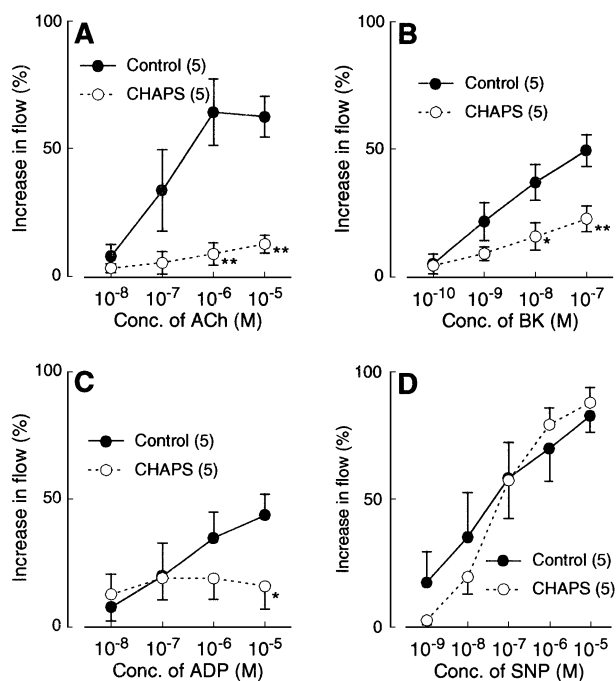 A
100
50
0
Increase in flow (%)
Control (5)
CHAPS (5)
**
**
10⁻⁸ 10⁻⁷ 10⁻⁶ 10⁻⁵
Conc. of ACh (M)
B
100
50
0
Increase in flow (%)
Control (5)
CHAPS (5)
*
**
10⁻¹⁰ 10⁻⁹ 10⁻⁸ 10⁻⁷
Conc. of BK (M)
C
100
50
0
Increase in flow (%)
Control (5)
CHAPS (5)
*
10⁻⁸ 10⁻⁷ 10⁻⁶ 10⁻⁵
Conc. of ADP (M)
D
100
50
0
Increase in flow (%)
Control (5)
CHAPS (5)
10⁻⁹ 10⁻⁸ 10⁻⁷ 10⁻⁶ 10⁻⁵
Conc. of SNP (M)